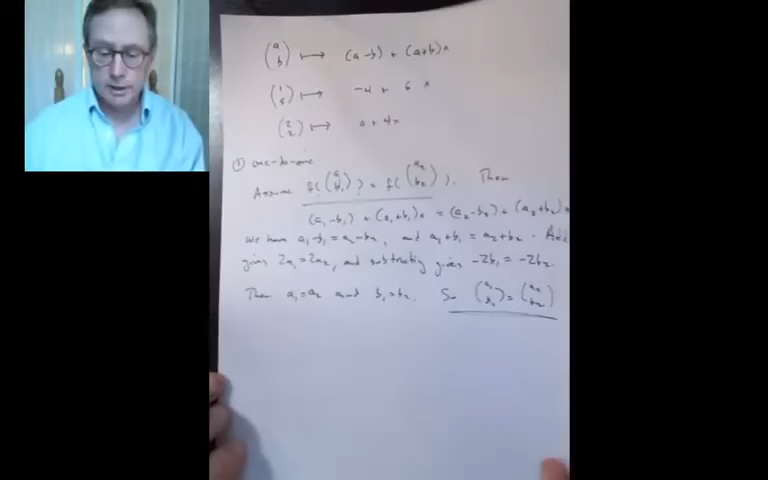 (a b) ↦ (a-b) + (a+b)x
(1 5) ↦ -4 + 6 x
(2 2) ↦ 0 + 4x
① one-to-one
Assume f((a₁ b₁)) = f((a₂ b₂)). Then
(a₁-b₁) + (a₁+b₁)x = (a₂-b₂) + (a₂+b₂)x
We have a₁-b₁=a₂-b₂, and a₁+b₁=a₂+b₂. Add
gives 2a₁=2a₂, and subtracting gives -2b₁=-2b₂.
Then a₁=a₂ and b₁=b₂. So (a₁ b₁)=(a₂ b₂)